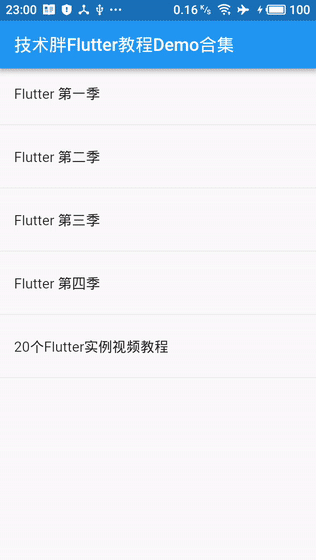 23:00 0.16 K/s 100
技术胖Flutter教程Demo合集
Flutter 第一季
Flutter 第二季
Flutter 第三季
Flutter 第四季
20个Flutter实例视频教程